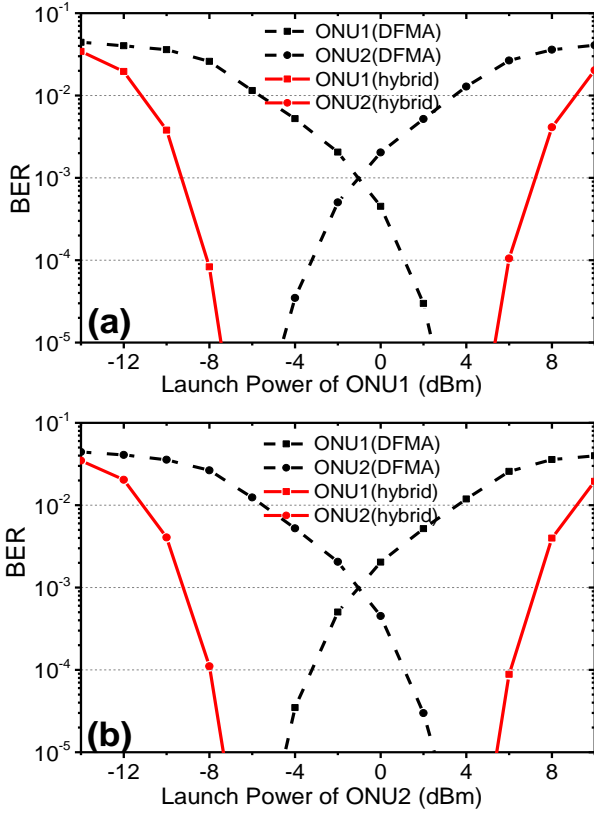 10⁻¹
ONU1(DFMA)
ONU2(DFMA)
ONU1(hybrid)
ONU2(hybrid)
10⁻²
BER
10⁻³
10⁻⁴
(a)
10⁻⁵
-12 -8 -4 0 4 8
Launch Power of ONU1 (dBm)
10⁻¹
ONU1(DFMA)
ONU2(DFMA)
ONU1(hybrid)
ONU2(hybrid)
10⁻²
BER
10⁻³
10⁻⁴
(b)
10⁻⁵
-12 -8 -4 0 4 8
Launch Power of ONU2 (dBm)